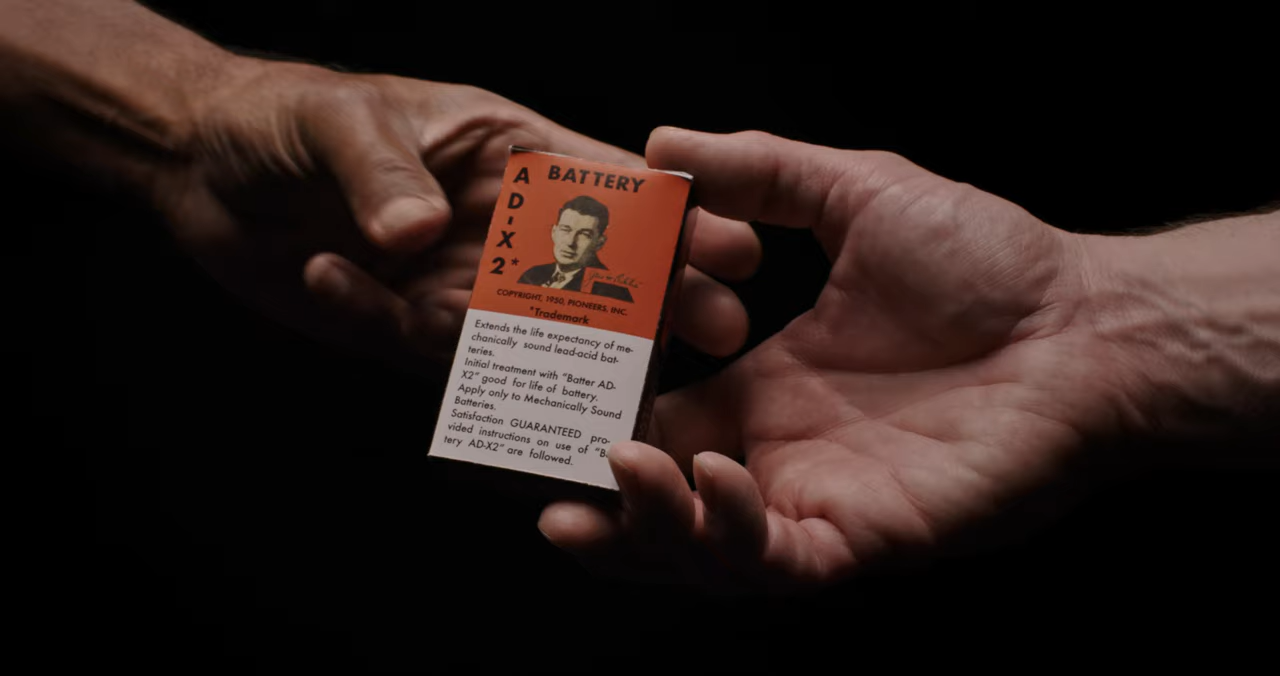 BATTERY
AD-X2*
COPYRIGHT, 1950, PIONEERS, INC.
*Trademark
Extends the life expectancy of me-
chanically sound lead-acid bat-
teries.
Initial treatment with "Batter AD-
X2" good for life of battery.
Apply only to Mechanically Sound
Batteries.
Satisfaction GUARANTEED pro-
vided instructions on use of
tery AD-X2" are followed.